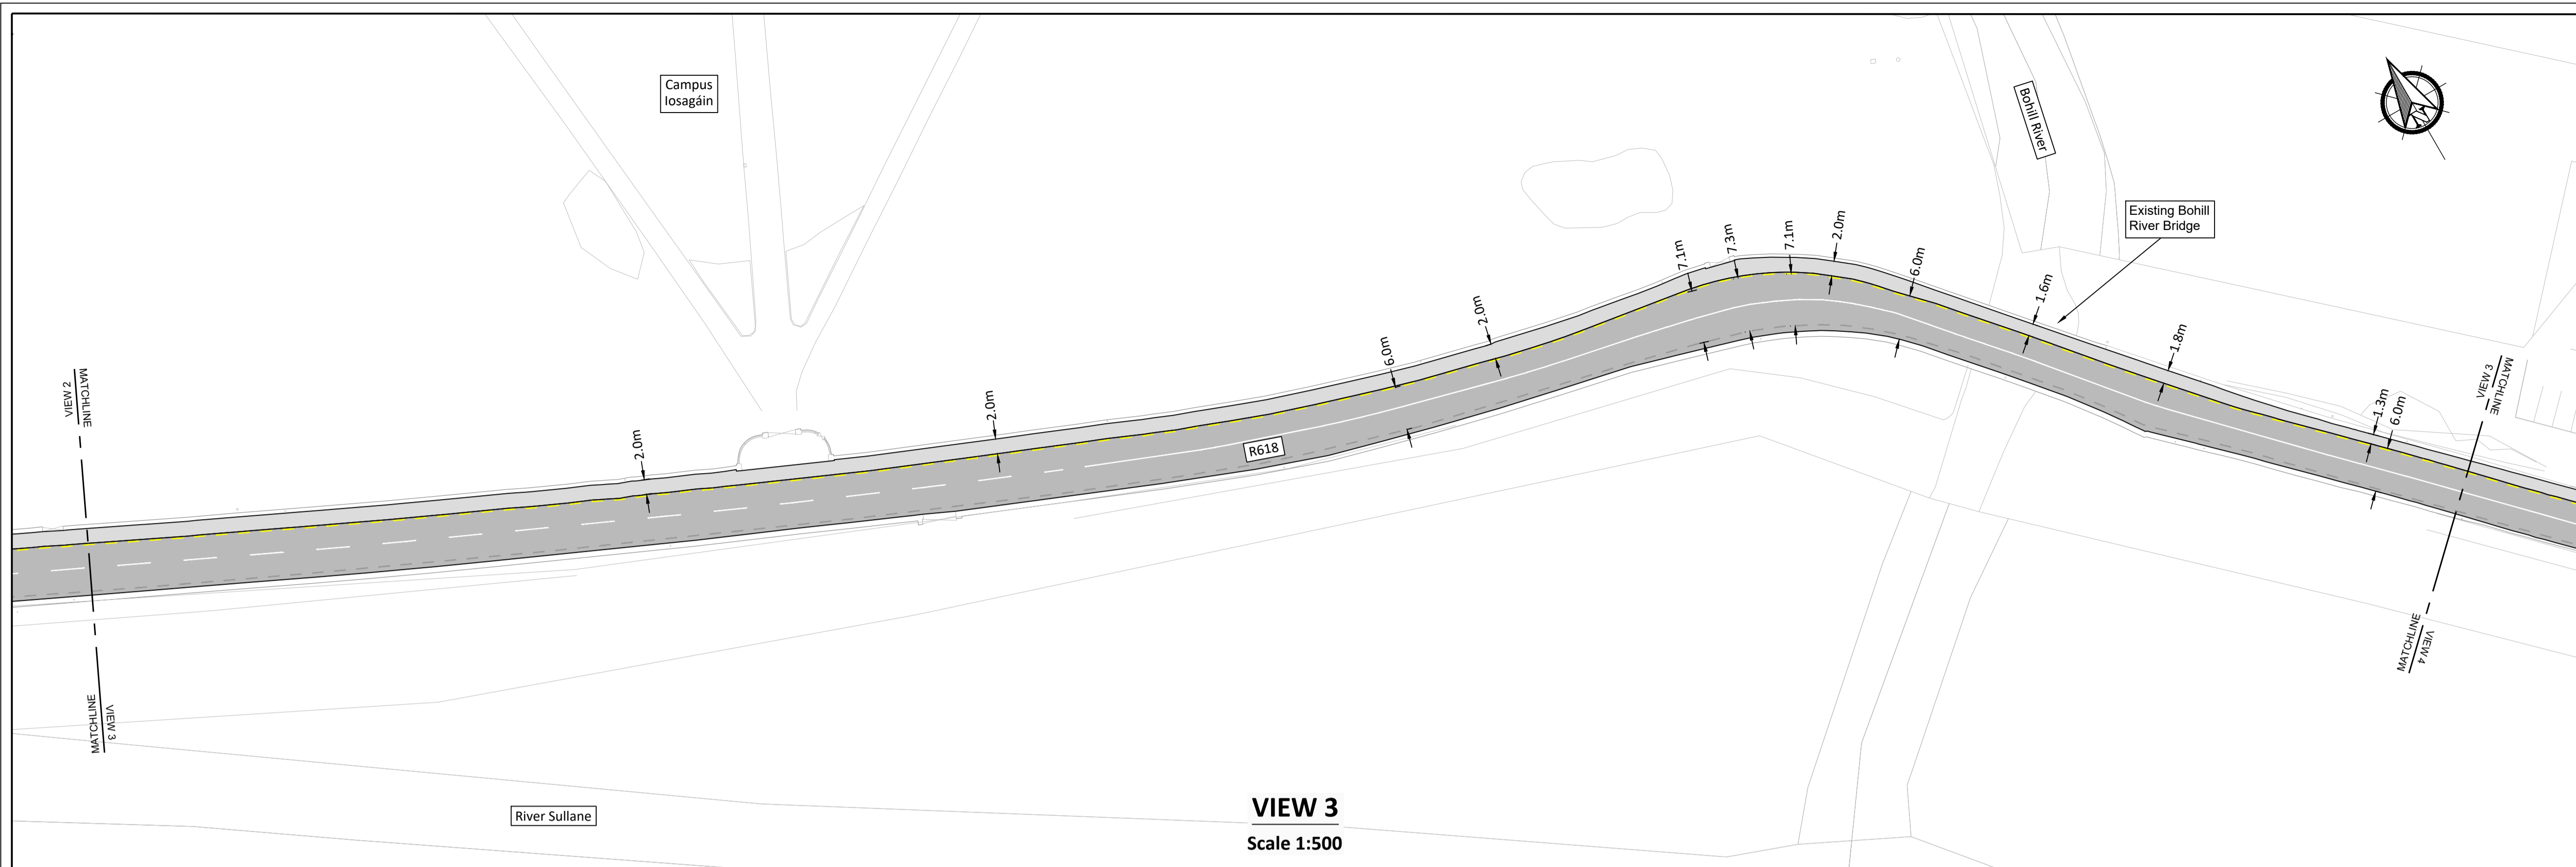 Campus
Iosagáin
Bohill River
N
Existing Bohill
River Bridge
7.1m
7.3m
7.1m
2.0m
6.0m
1.6m
1.8m
2.0m
6.0m
2.0m
2.0m
1.3m
6.0m
R618
VIEW 2
MATCHLINE
MATCHLINE
VIEW 3
VIEW 3
MATCHLINE
MATCHLINE
VIEW 4
River Sullane
VIEW 3
Scale 1:500